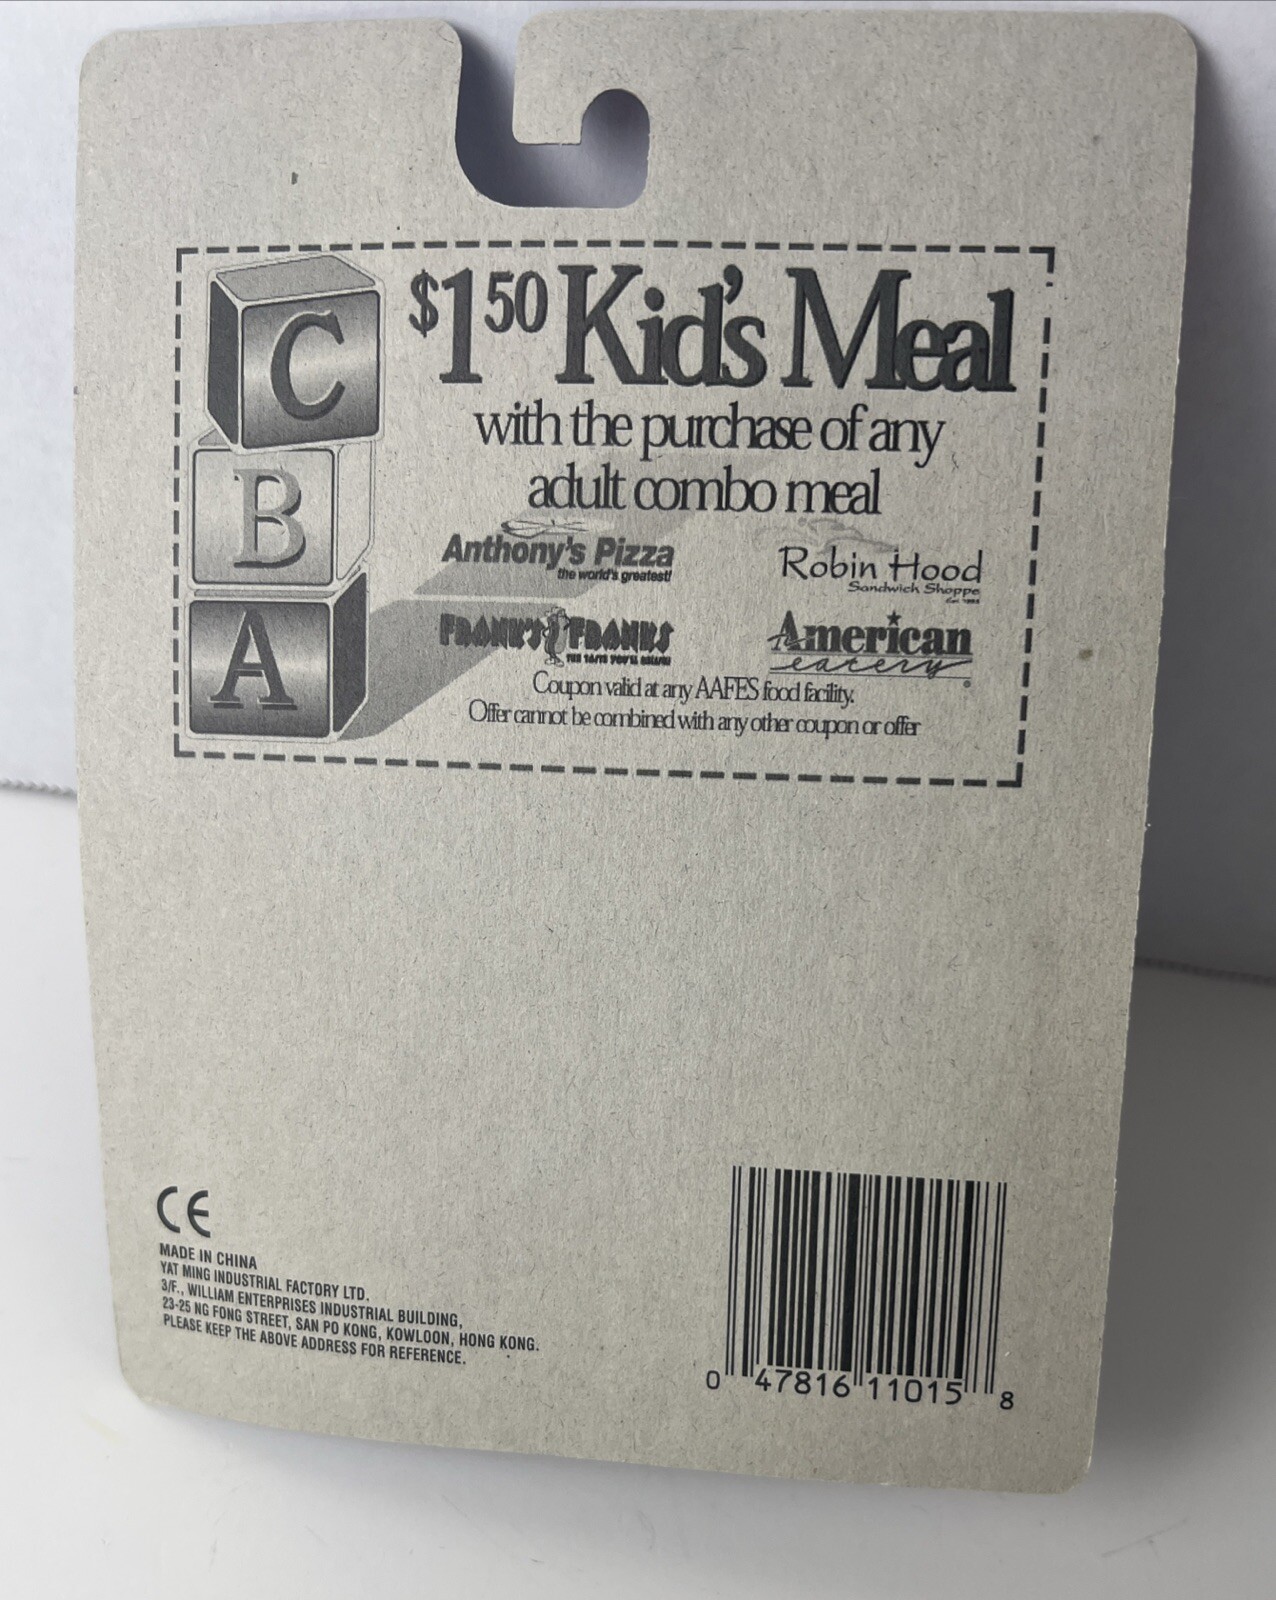 C
B
A
$1.50 Kid's Meal
with the purchase of any
adult combo meal
Anthony's Pizza
the world's greatest!
Robin Hood
Sandwich Shoppe
FRANK'S FRANKS
American
eatery
Coupon valid at any AAFES food facility.
Offer cannot be combined with any other coupon or offer
CE
MADE IN CHINA
YAT MING INDUSTRIAL FACTORY LTD.
3/F., WILLIAM ENTERPRISES INDUSTRIAL BUILDING,
23-25 NG FONG STREET, SAN PO KONG, KOWLOON, HONG KONG.
PLEASE KEEP THE ABOVE ADDRESS FOR REFERENCE.
0 47816 11015 8